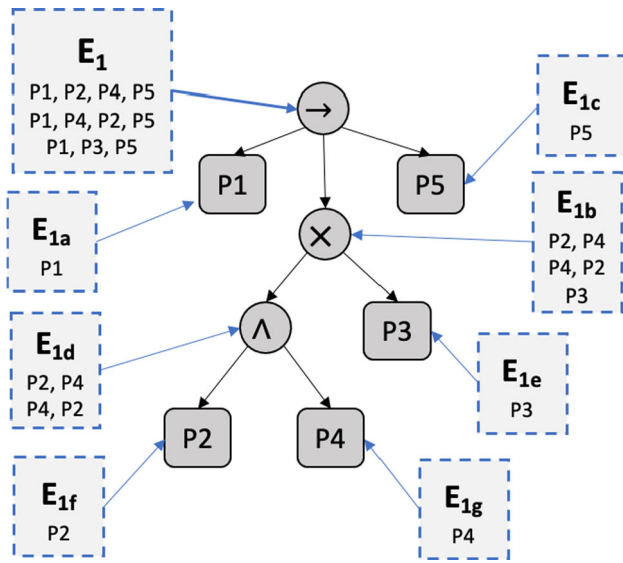 E1
P1, P2, P4, P5
P1, P4, P2, P5
P1, P3, P5
→
E1c
P5
P1
P5
E1a
P1
×
E1b
P2, P4
P4, P2
P3
E1d
P2, P4
P4, P2
∧
P3
E1e
P3
P2
P4
E1f
P2
E1g
P4